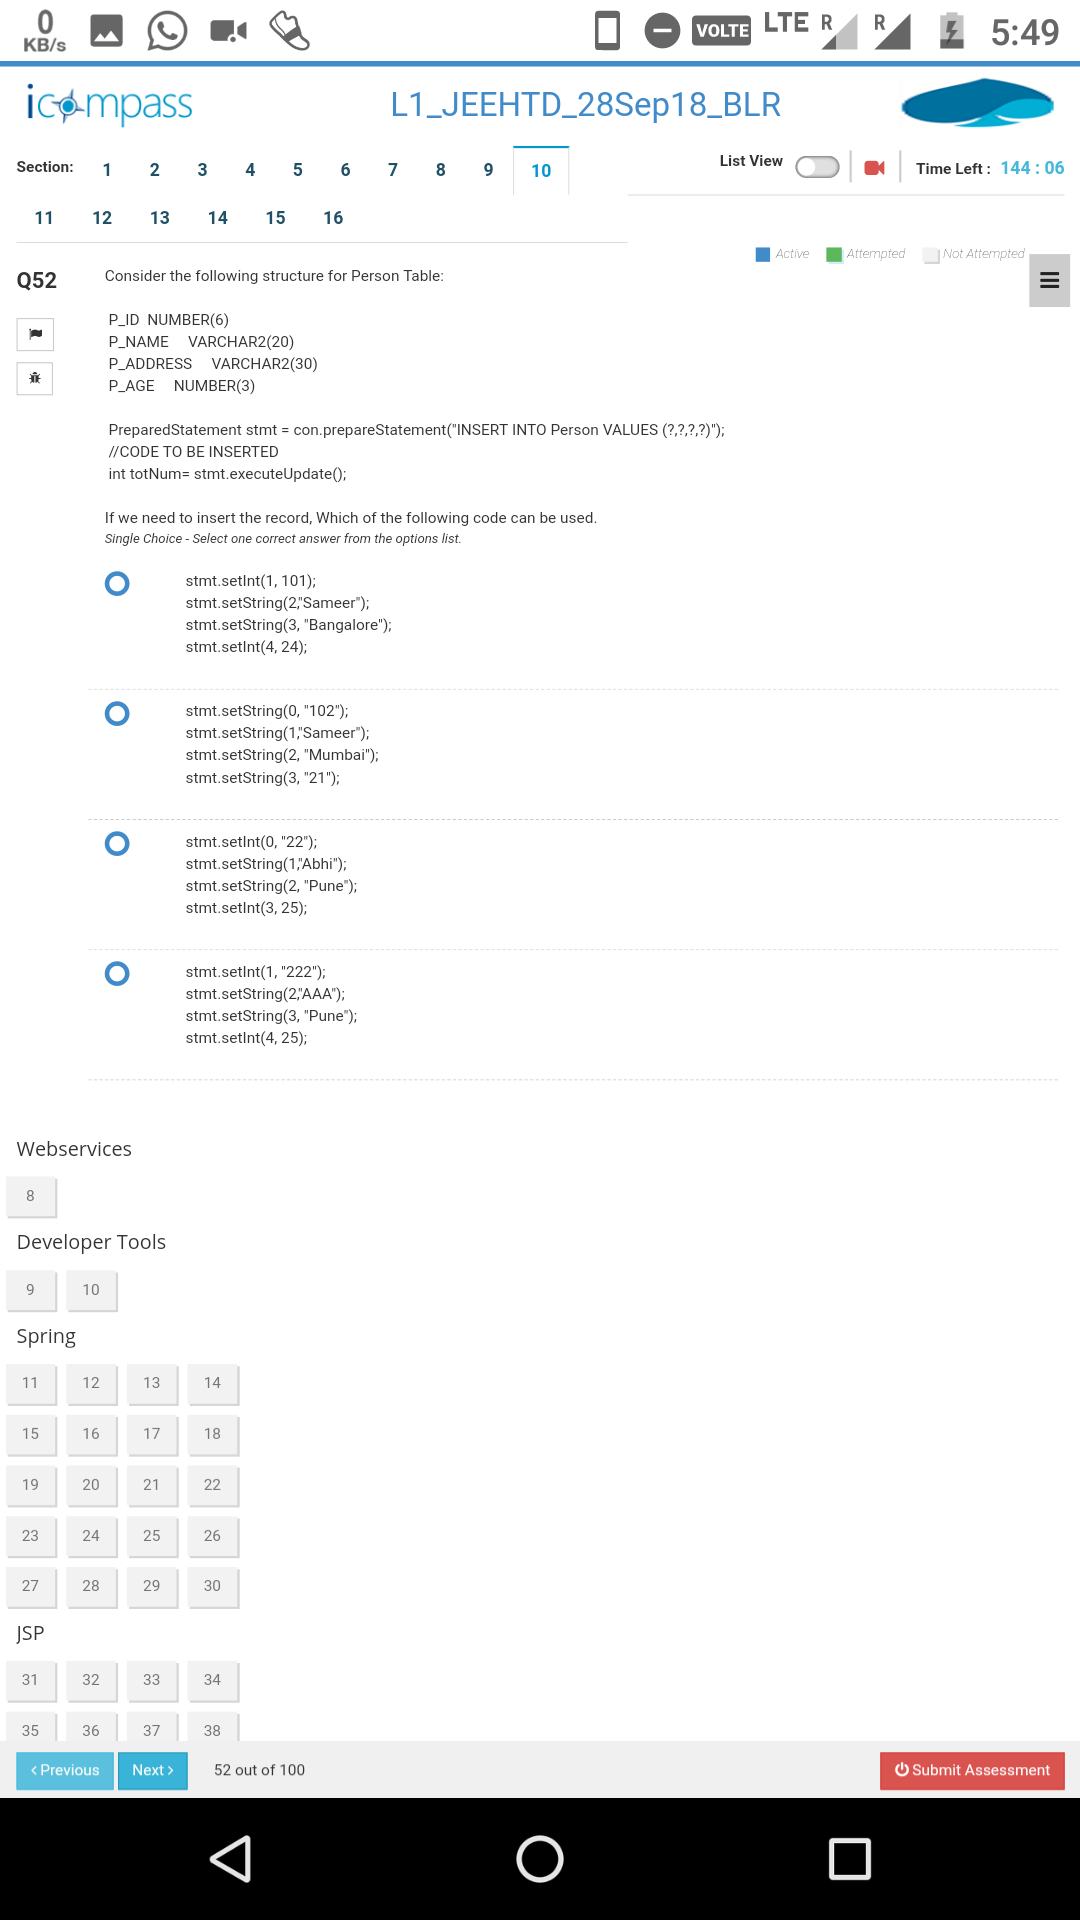 0
KB/s
VOLTE
LTE
R
R
5:49
icompass
L1_JEEHTD_28Sep18_BLR
Section: 1 2 3 4 5 6 7 8 9 10
List View
Time Left : 144 : 06
11 12 13 14 15 16
Active Attempted Not Attempted
Q52
Consider the following structure for Person Table:
P_ID NUMBER(6)
P_NAME VARCHAR2(20)
P_ADDRESS VARCHAR2(30)
P_AGE NUMBER(3)
PreparedStatement stmt = con.prepareStatement("INSERT INTO Person VALUES (?,?,?,?)");
//CODE TO BE INSERTED
int totNum= stmt.executeUpdate();
If we need to insert the record, Which of the following code can be used.
Single Choice - Select one correct answer from the options list.
stmt.setInt(1, 101);
stmt.setString(2,"Sameer");
stmt.setString(3, "Bangalore");
stmt.setInt(4, 24);
stmt.setString(0, "102");
stmt.setString(1,"Sameer");
stmt.setString(2, "Mumbai");
stmt.setString(3, "21");
stmt.setInt(0, "22");
stmt.setString(1,"Abhi");
stmt.setString(2, "Pune");
stmt.setInt(3, 25);
stmt.setInt(1, "222");
stmt.setString(2,"AAA");
stmt.setString(3, "Pune");
stmt.setInt(4, 25);
Webservices
8
Developer Tools
9 10
Spring
11 12 13 14
15 16 17 18
19 20 21 22
23 24 25 26
27 28 29 30
JSP
31 32 33 34
35 36 37 38
Previous
Next
52 out of 100
Submit Assessment